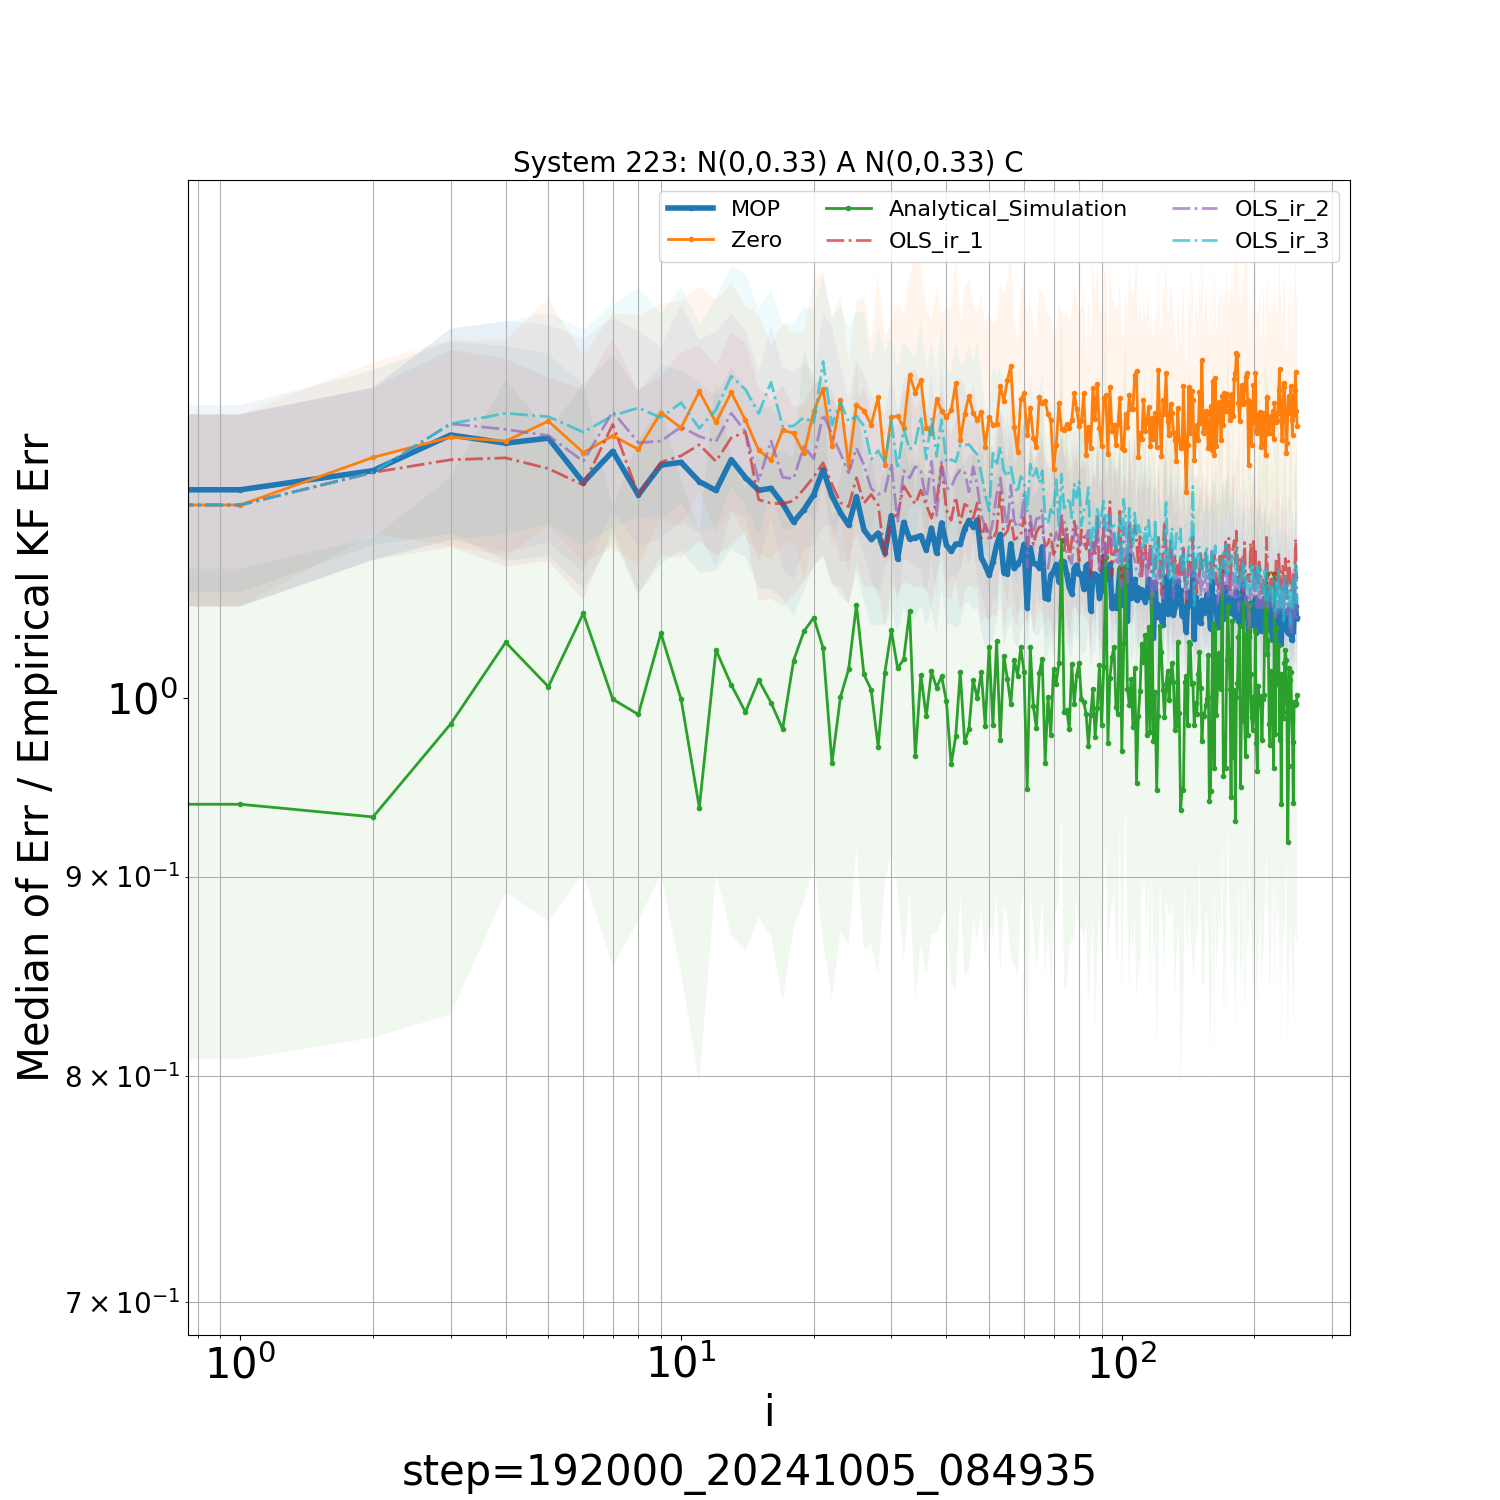 System 223: N(0,0.33) A N(0,0.33) C
MOP
Zero
Analytical_Simulation
OLS_ir_1
OLS_ir_2
OLS_ir_3
Median of Err / Empirical KF Err
10⁰
9 × 10⁻¹
8 × 10⁻¹
7 × 10⁻¹
10⁰ 10¹ 10²
i
step=192000_20241005_084935